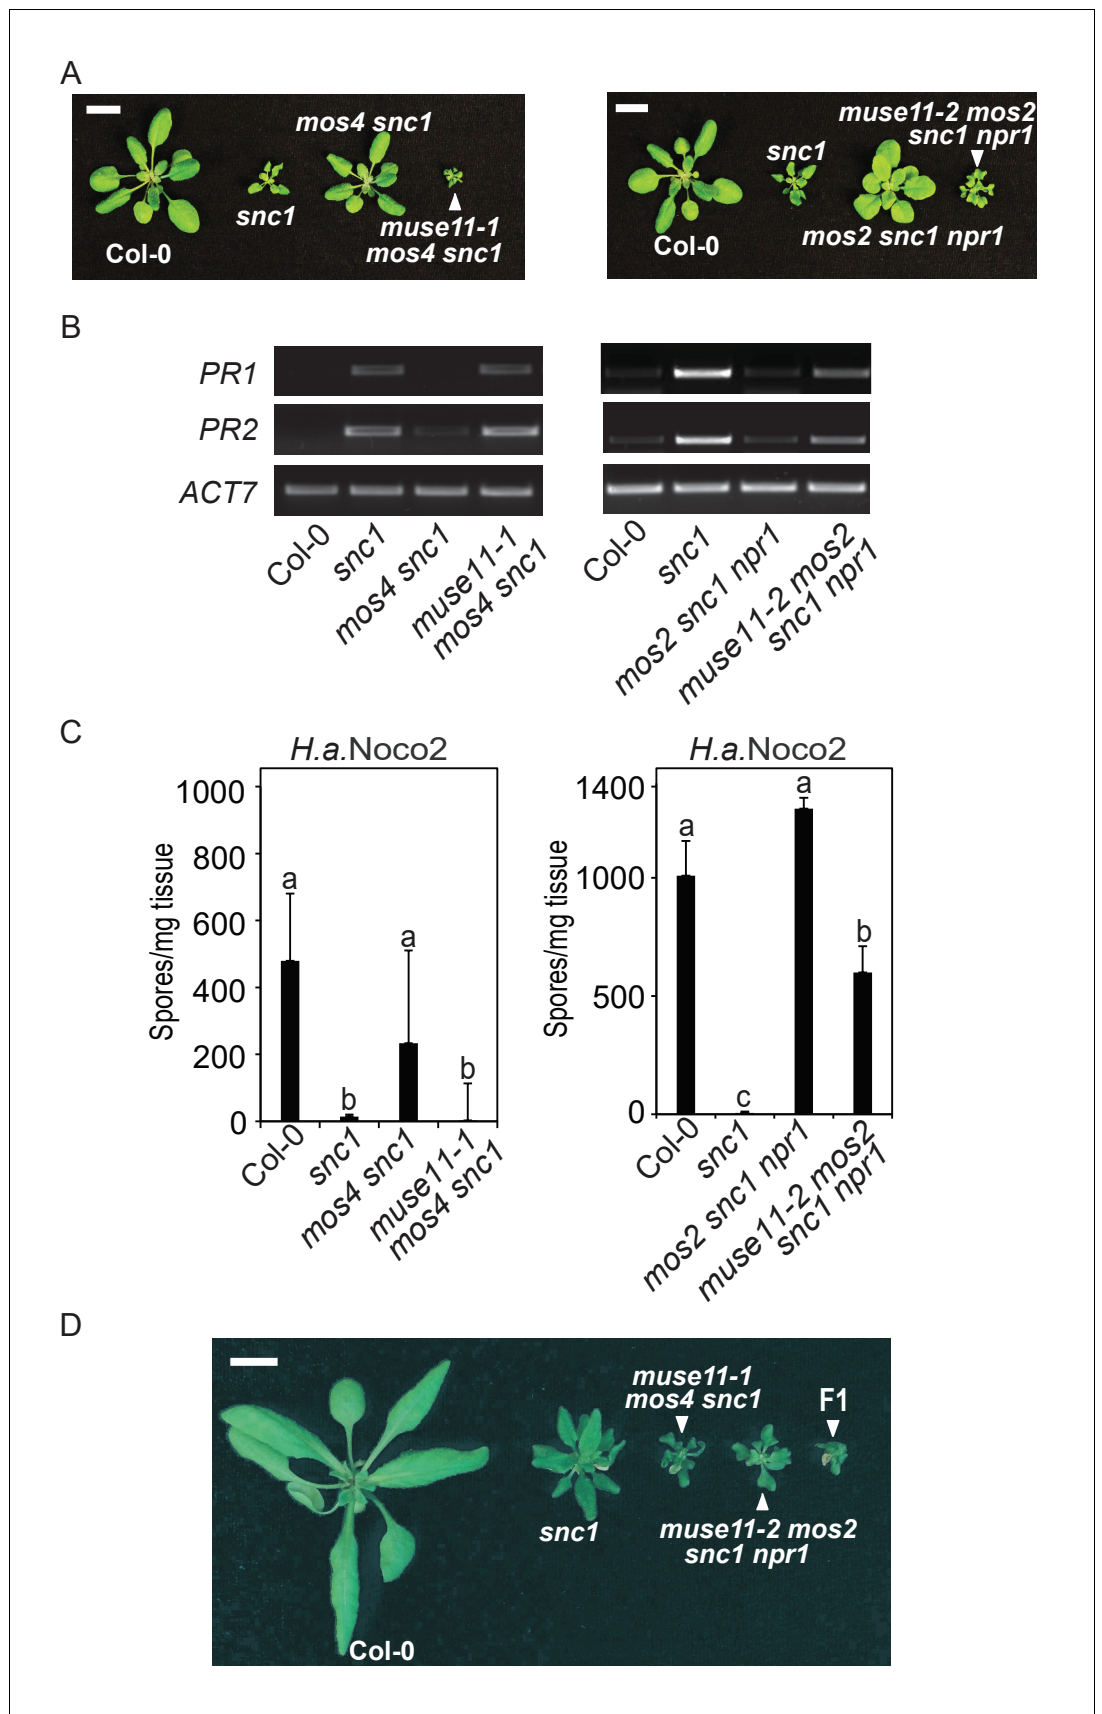 A
mos4 snc1
snc1
Col-0
muse11-1
mos4 snc1
muse11-2 mos2
snc1 npr1
snc1
Col-0
mos2 snc1 npr1
B
PR1
PR2
ACT7
Col-0
snc1
mos4 snc1
muse11-1
mos4 snc1
Col-0
snc1
mos2 snc1 npr1
muse11-2 mos2
snc1 npr1
C
H.a.Noco2
Spores/mg tissue
1000
800
600
400
200
0
a
b
a
b
Col-0
snc1
mos4 snc1
muse11-1
mos4 snc1
H.a.Noco2
Spores/mg tissue
1400
1000
500
0
a
c
a
b
Col-0
snc1
mos2 snc1 npr1
muse11-2 mos2
snc1 npr1
D
muse11-1
mos4 snc1
F1
snc1
muse11-2 mos2
snc1 npr1
Col-0